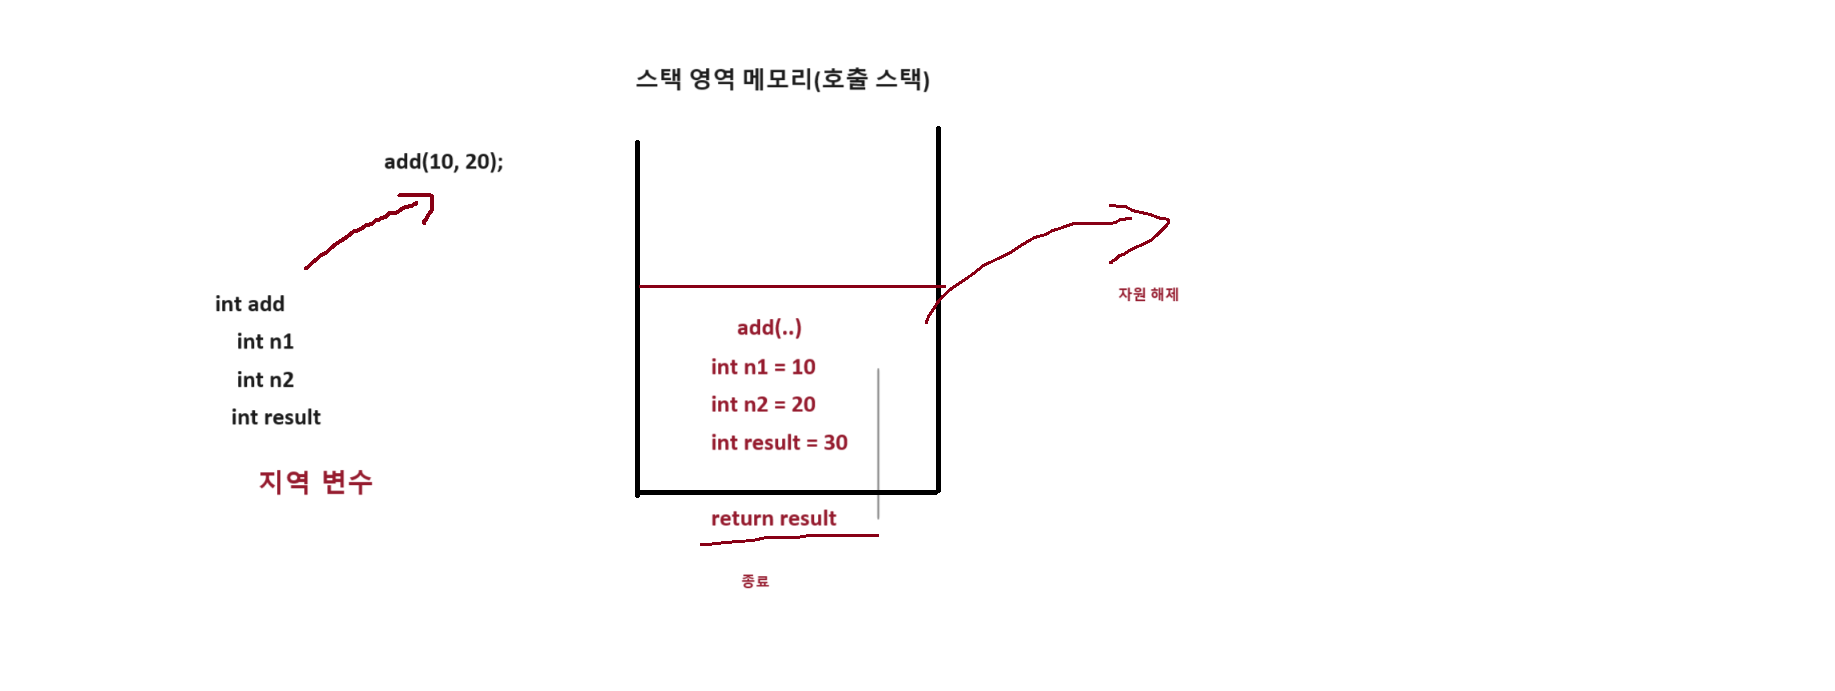 스택 영역 메모리(호출 스택)
add(10, 20);
int add
int n1
int n2
int result
지역 변수
add(..)
int n1 = 10
int n2 = 20
int result = 30
return result
종료
자원 해제